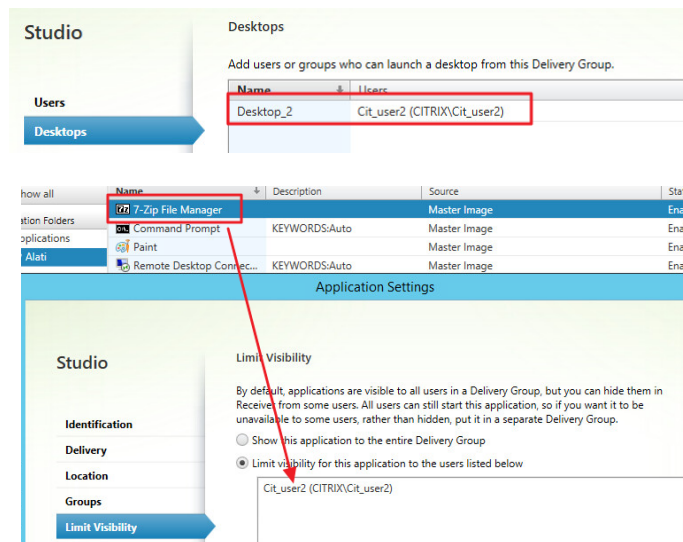 Studio
Desktops
Add users or groups who can launch a desktop from this Delivery Group.
Name Users
Users
Desktop_2 Cit_user2 (CITRIX\Cit_user2)
Desktops
how all Name Description Source Sta
7-Zip File Manager Master Image Ena
ation Folders Command Prompt KEYWORDS:Auto Master Image Ena
pplications Paint Master Image Ena
Alati Remote Desktop Connec... KEYWORDS:Auto Master Image Ena
Application Settings
Studio
Limit Visibility
By default, applications are visible to all users in a Delivery Group, but you can hide them in
Receiver from some users. All users can still start this application, so if you want it to be
unavailable to some users, rather than hidden, put it in a separate Delivery Group.
Identification
Show this application to the entire Delivery Group
Delivery
Limit visibility for this application to the users listed below
Location
Cit_user2 (CITRIX\Cit_user2)
Groups
Limit Visibility